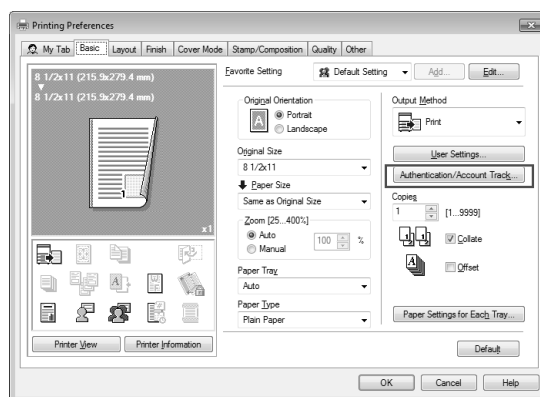 Printing Preferences
My Tab Basic Layout Finish Cover Mode Stamp/Composition Quality Other
8 1/2x11 (215.9x279.4 mm)
8 1/2x11 (215.9x279.4 mm)
1
x1
Printer View Printer Information
Favorite Setting Default Setting Add... Edit...
Original Orientation
A Portrait
Landscape
Original Size
8 1/2x11
Paper Size
Same as Original Size
Zoom [25...400%]
Auto
Manual
100 %
Paper Tray
Auto
Paper Type
Plain Paper
Output Method
Print
User Settings...
Authentication/Account Track...
Copies
1 [1...9999]
Collate
Offset
Paper Settings for Each Tray...
Default
OK Cancel Help